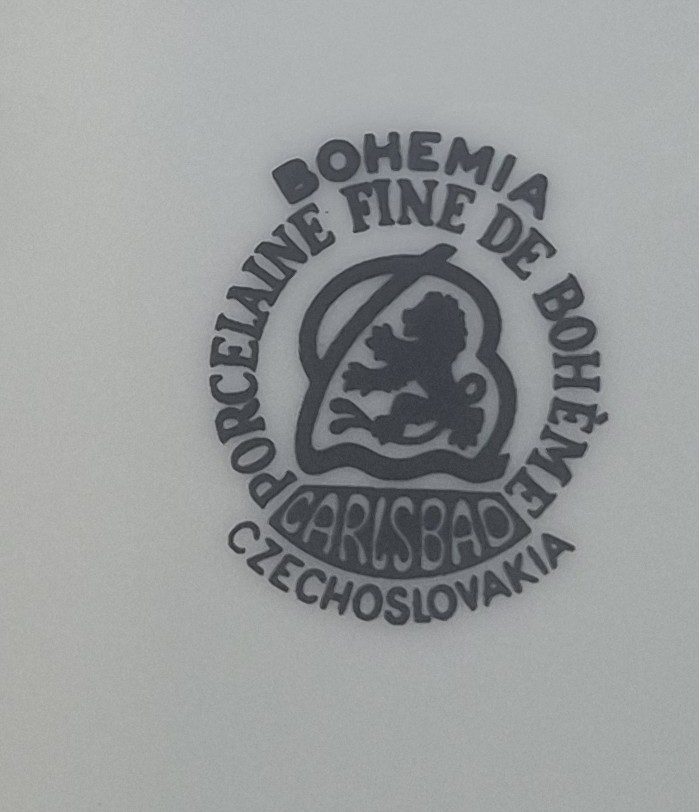 BOHEMIA
PORCELAINE FINE DE BOHÊME
CARLSBAD
CZECHOSLOVAKIA